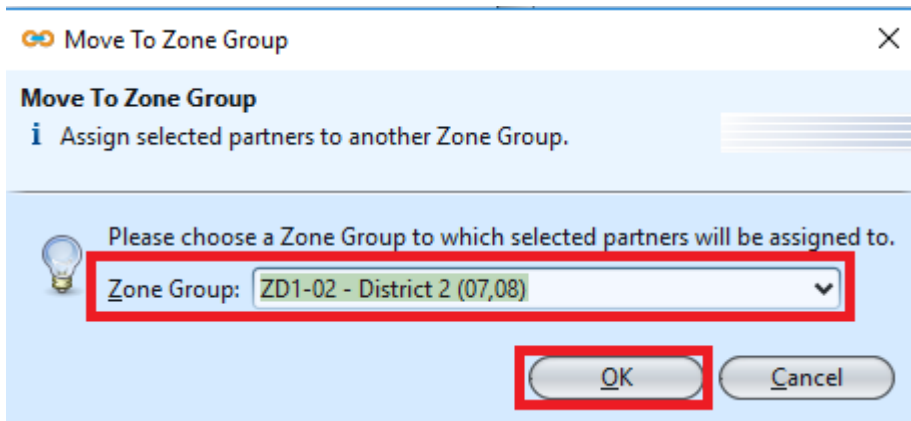 Move To Zone Group
Move To Zone Group
i Assign selected partners to another Zone Group.
Please choose a Zone Group to which selected partners will be assigned to.
Zone Group: ZD1-02 - District 2 (07,08)
OK Cancel